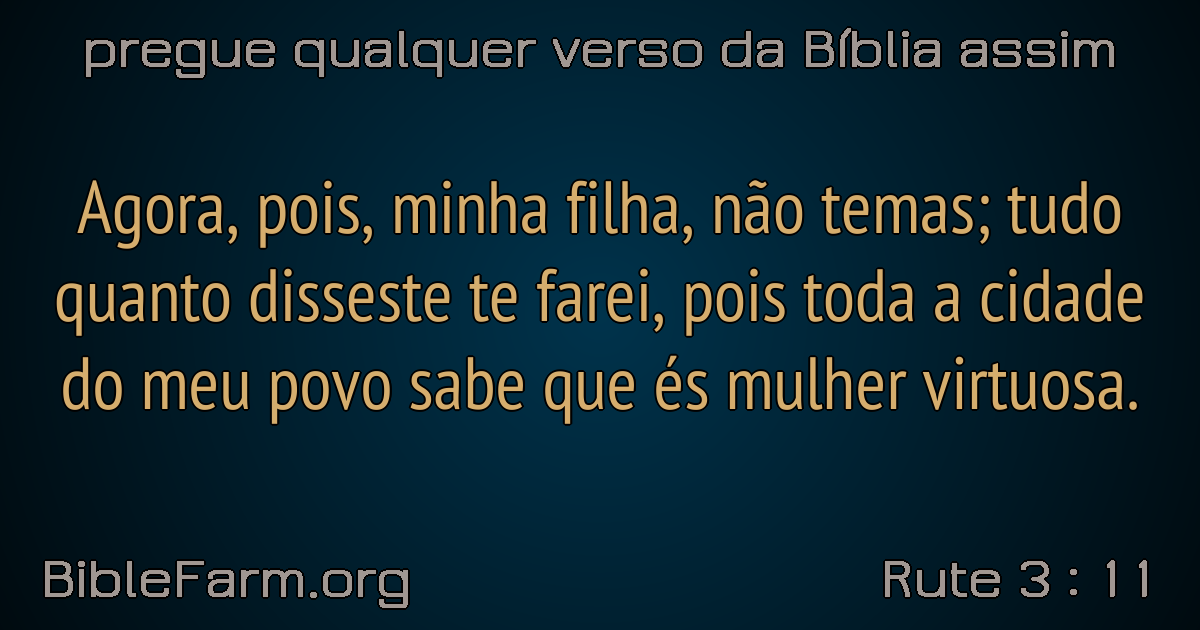 pregue qualquer verso da Bíblia assim
Agora, pois, minha filha, não temas; tudo
quanto disseste te farei, pois toda a cidade
do meu povo sabe que és mulher virtuosa.
BibleFarm.org
Rute 3 : 11